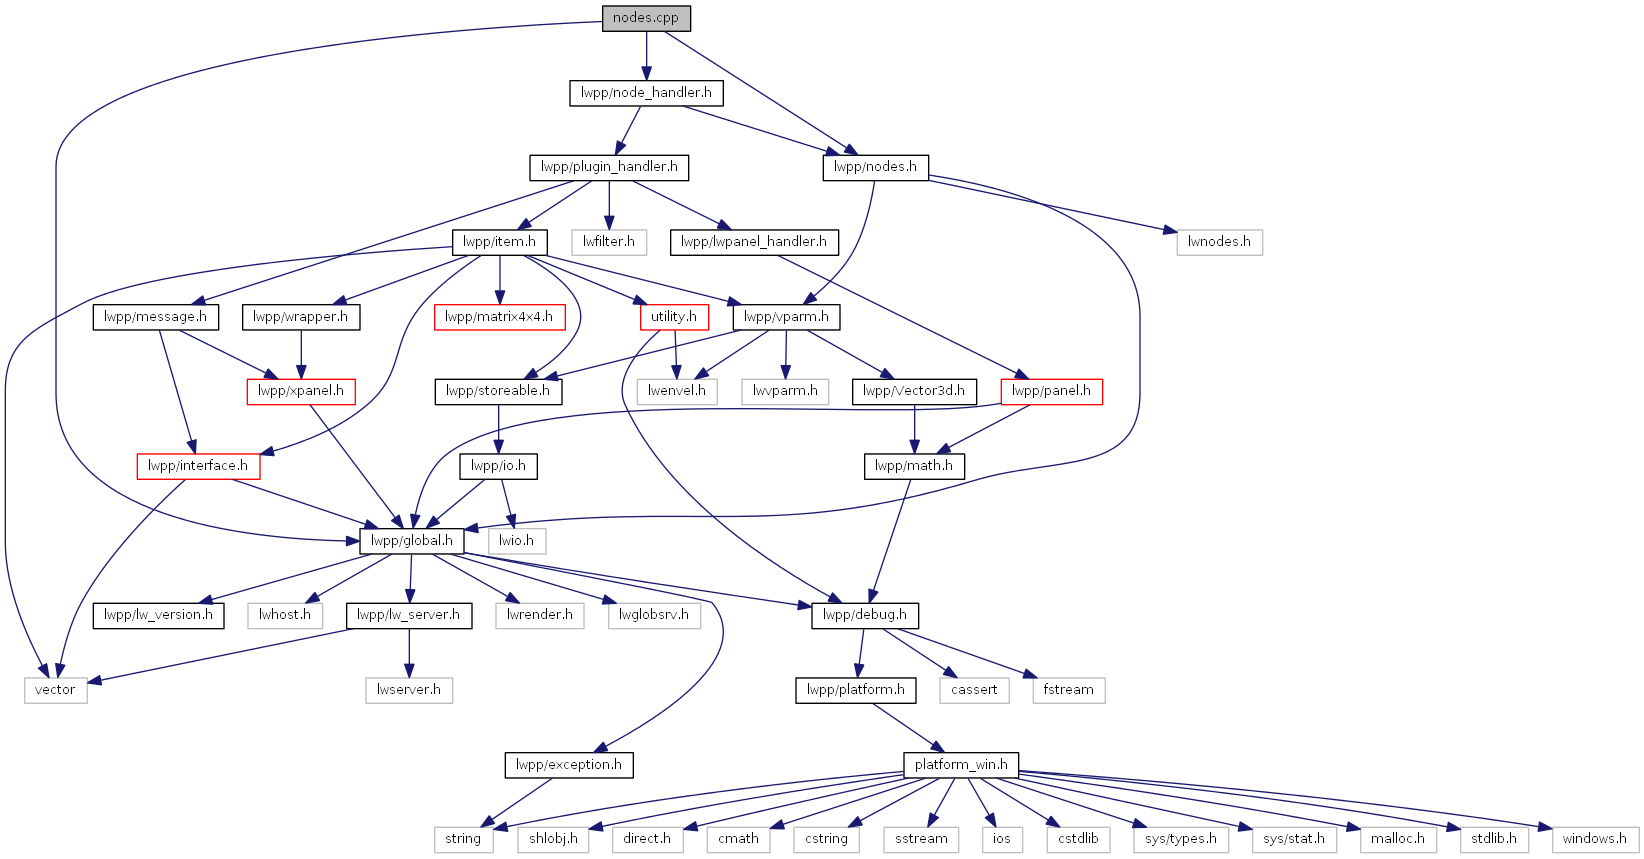 nodes.cpp
lwpp/node_handler.h
lwpp/plugin_handler.h
lwpp/nodes.h
lwpp/item.h
lwfilter.h
lwpp/lwpanel_handler.h
lwnodes.h
lwpp/message.h
lwpp/wrapper.h
lwpp/matrix4x4.h
utility.h
lwpp/vparm.h
lwpp/xpanel.h
lwpp/storeable.h
lwenvel.h
lwvparm.h
lwpp/Vector3d.h
lwpp/panel.h
lwpp/interface.h
lwpp/io.h
lwpp/math.h
lwpp/global.h
lwio.h
lwpp/lw_version.h
lwhost.h
lwpp/lw_server.h
lwrender.h
lwglobsrv.h
lwpp/debug.h
vector
lwserver.h
lwpp/platform.h
cassert
fstream
lwpp/exception.h
platform_win.h
string
shlobj.h
direct.h
cmath
cstring
sstream
ios
cstdlib
sys/types.h
sys/stat.h
malloc.h
stdlib.h
windows.h